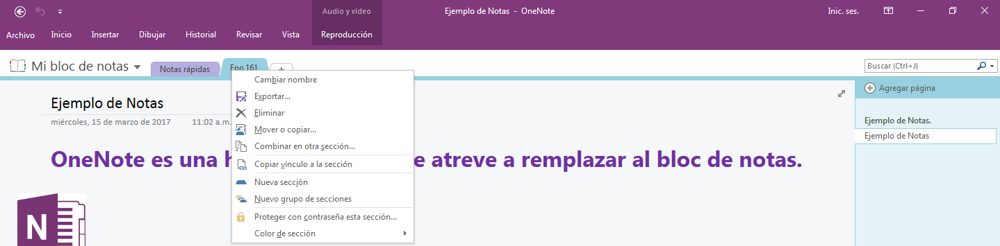 Audio y vídeo
Ejemplo de Notas - OneNote
Inic. ses.
Archivo Inicio Insertar Dibujar Historial Revisar Vista Reproducción
Mi bloc de notas
Notas rápidas
Epo 161
Buscar (Ctrl+J)
Cambiar nombre
Exportar...
Eliminar
Mover o copiar...
Combinar en otra sección...
Copiar vínculo a la sección
Nueva sección
Nuevo grupo de secciones
Proteger con contraseña esta sección...
Color de sección
Ejemplo de Notas
miércoles, 15 de marzo de 2017 11:02 a.m.
OneNote es una h e atreve a remplazar al bloc de notas.
N
Agregar página
Ejemplo de Notas.
Ejemplo de Notas